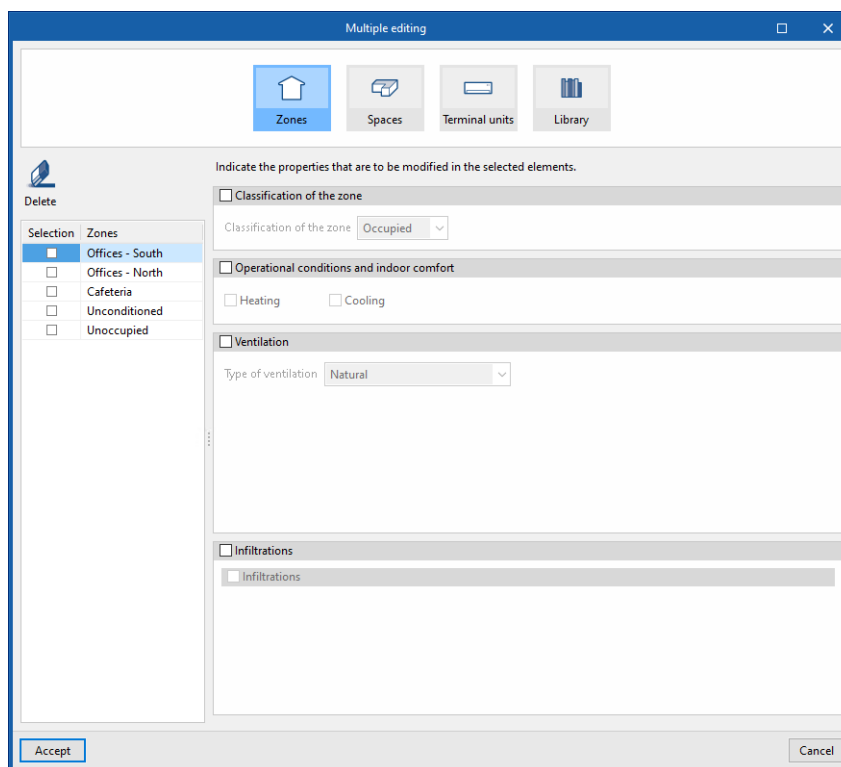 Multiple editing
Zones
Spaces
Terminal units
Library
Delete
Indicate the properties that are to be modified in the selected elements.
Selection Zones
Offices - South
Offices - North
Cafeteria
Unconditioned
Unoccupied
Classification of the zone
Classification of the zone Occupied
Operational conditions and indoor comfort
Heating Cooling
Ventilation
Type of ventilation Natural
Infiltrations
Infiltrations
Accept
Cancel